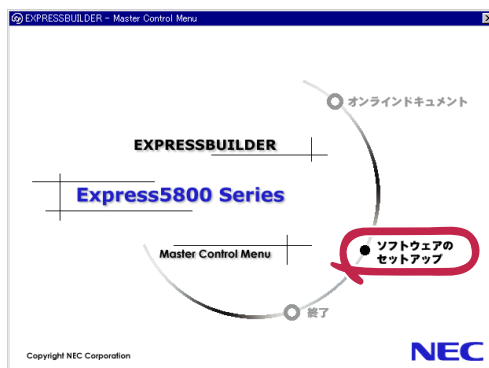 EXPRESSBUILDER - Master Control Menu
オンラインドキュメント
EXPRESSBUILDER
Express5800 Series
ソフトウェアの
セットアップ
Master Control Menu
終了
Copyright NEC Corporation
NEC